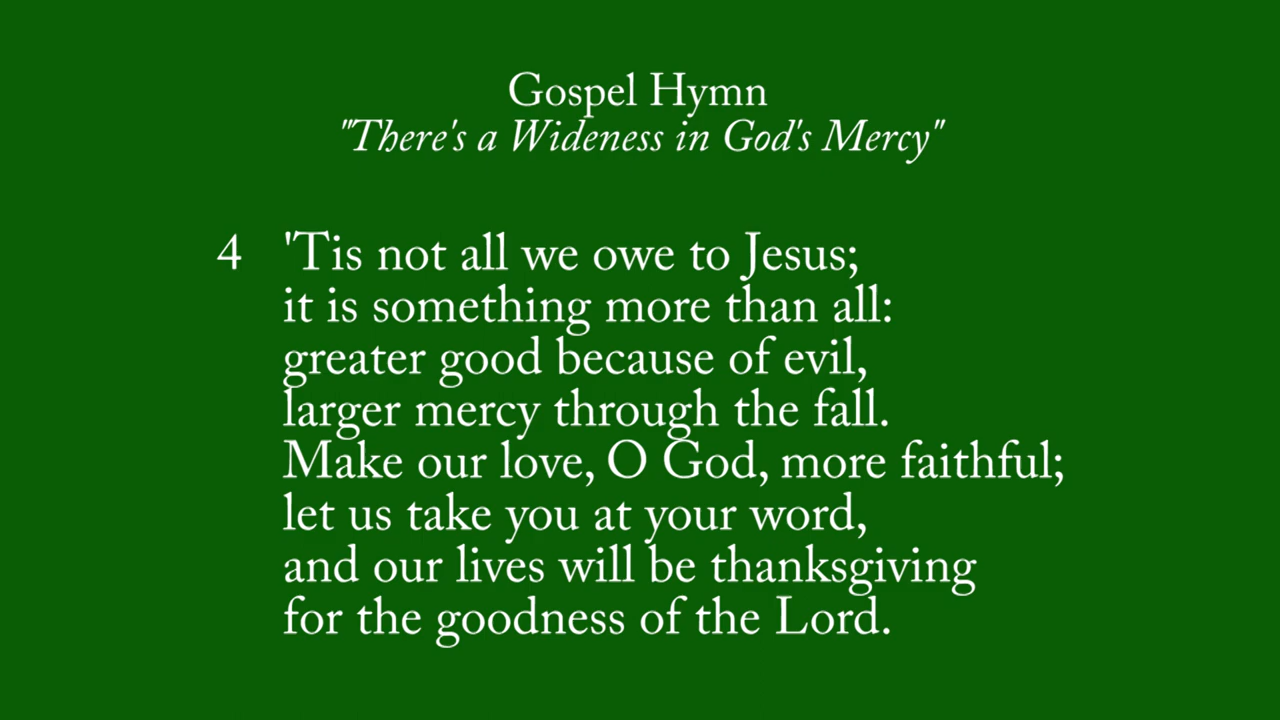 Gospel Hymn
"There's a Wideness in God's Mercy"
4 'Tis not all we owe to Jesus;
it is something more than all:
greater good because of evil,
larger mercy through the fall.
Make our love, O God, more faithful;
let us take you at your word,
and our lives will be thanksgiving
for the goodness of the Lord.